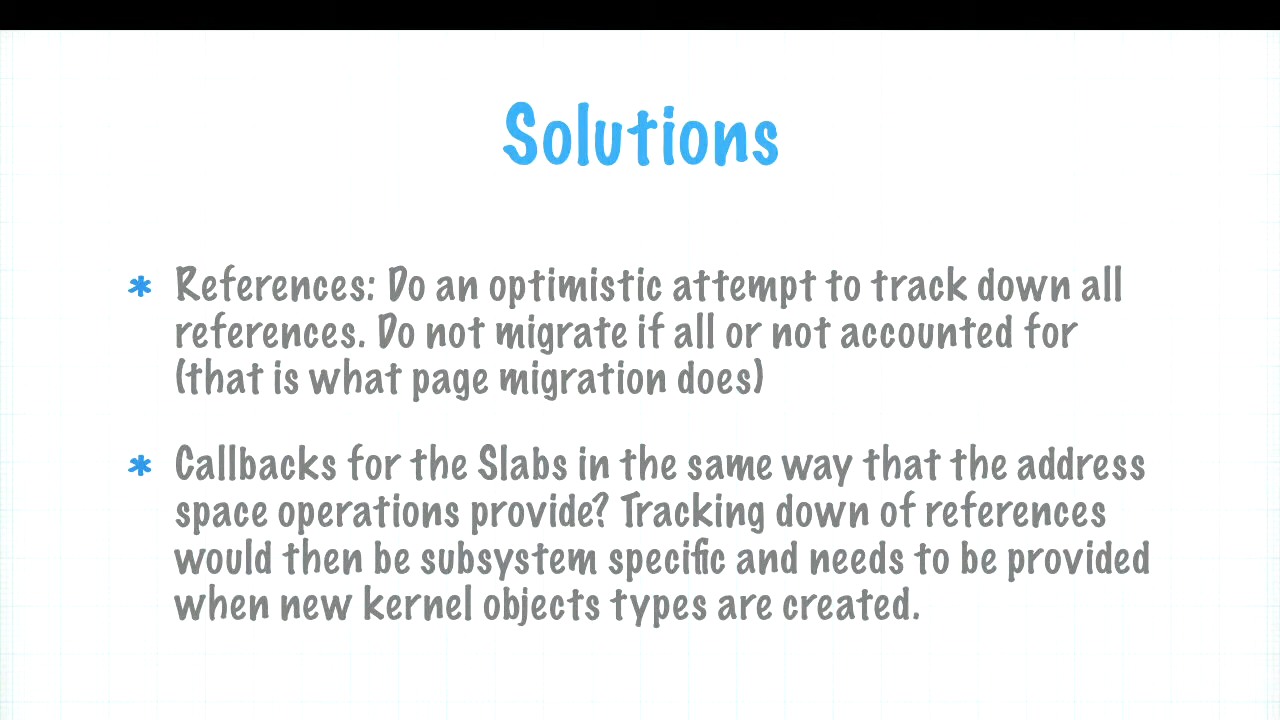 Solutions
* References: Do an optimistic attempt to track down all
references. Do not migrate if all or not accounted for
(that is what page migration does)
* Callbacks for the Slabs in the same way that the address
space operations provide? Tracking down of references
would then be subsystem specific and needs to be provided
when new kernel objects types are created.